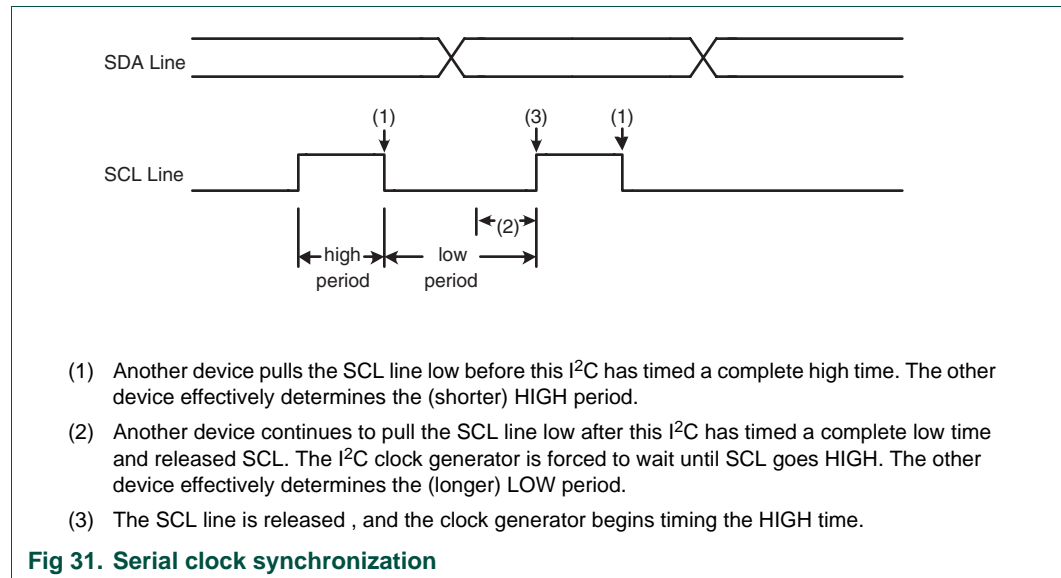 SDA Line
(1) (3) (1)
SCL Line
(2)
high low
period period
(1) Another device pulls the SCL line low before this I²C has timed a complete high time. The other
device effectively determines the (shorter) HIGH period.
(2) Another device continues to pull the SCL line low after this I²C has timed a complete low time
and released SCL. The I²C clock generator is forced to wait until SCL goes HIGH. The other
device effectively determines the (longer) LOW period.
(3) The SCL line is released , and the clock generator begins timing the HIGH time.
Fig 31. Serial clock synchronization